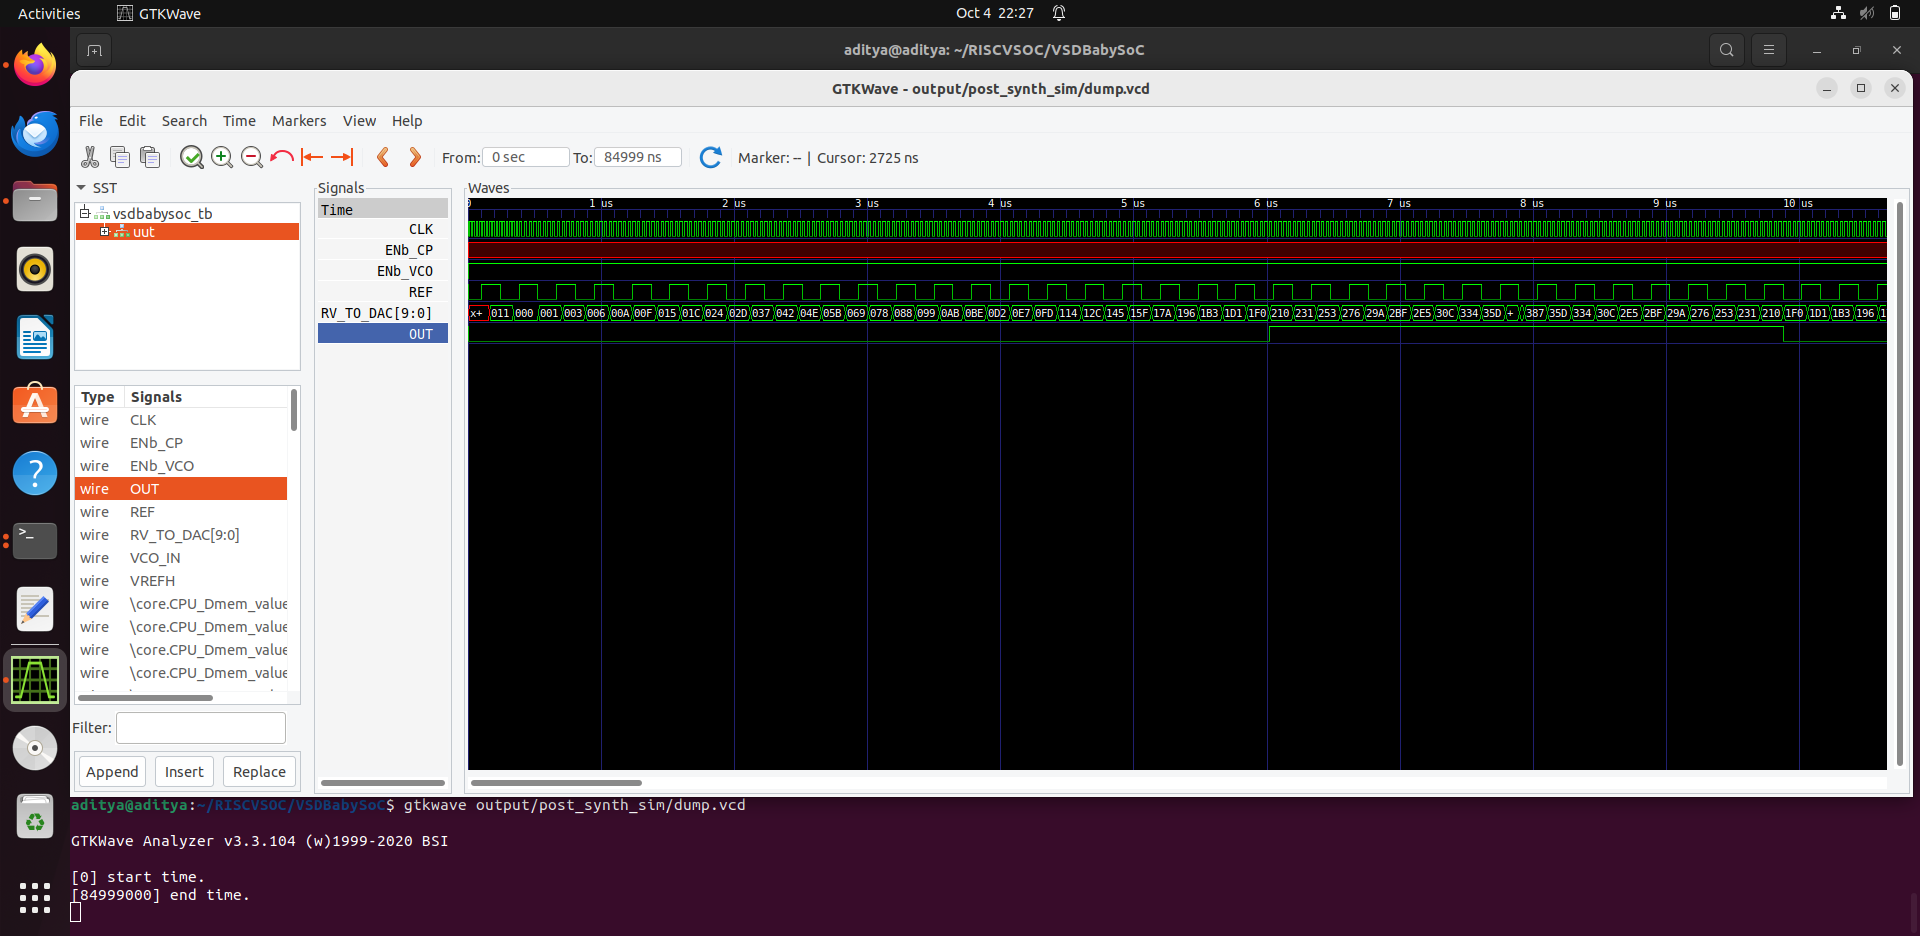 Activities GTKWave Oct 4 22:27
aditya@aditya: ~/RISCVSOC/VSDBabySoC
GTKWave - output/post_synth_sim/dump.vcd
File Edit Search Time Markers View Help
From: 0 sec To: 84999 ns Marker: -- | Cursor: 2725 ns
SST
vsdbabysoc_tb
uut
Type Signals
wire CLK
wire ENb_CP
wire ENb_VCO
wire OUT
wire REF
wire RV_TO_DAC[9:0]
wire VCO_IN
wire VREFH
wire \core.CPU_Dmem_value
wire \core.CPU_Dmem_value
wire \core.CPU_Dmem_value
wire \core.CPU_Dmem_value
Filter:
Append Insert Replace
Signals
Time
CLK
ENb_CP
ENb_VCO
REF
RV_TO_DAC[9:0]
OUT
Waves
0 1 us 2 us 3 us 4 us 5 us 6 us 7 us 8 us 9 us 10 us
x+ 011 000 001 003 006 00A 00F 015 01C 024 02D 037 042 04E 05B 069 078 088 099 0AB 0BE 0D2 0E7 0FD 114 12C 145 15F 17A 196 1B3 1D1 1F0 210 231 253 276 29A 2BF 2E5 30C 334 35D + 387 35D 334 30C 2E5 2BF 29A 276 253 231 210 1F0 1D1 1B3 196
aditya@aditya:~/RISCVSOC/VSDBabySoC$ gtkwave output/post_synth_sim/dump.vcd
GTKWave Analyzer v3.3.104 (w)1999-2020 BSI
[0] start time.
[84999000] end time.